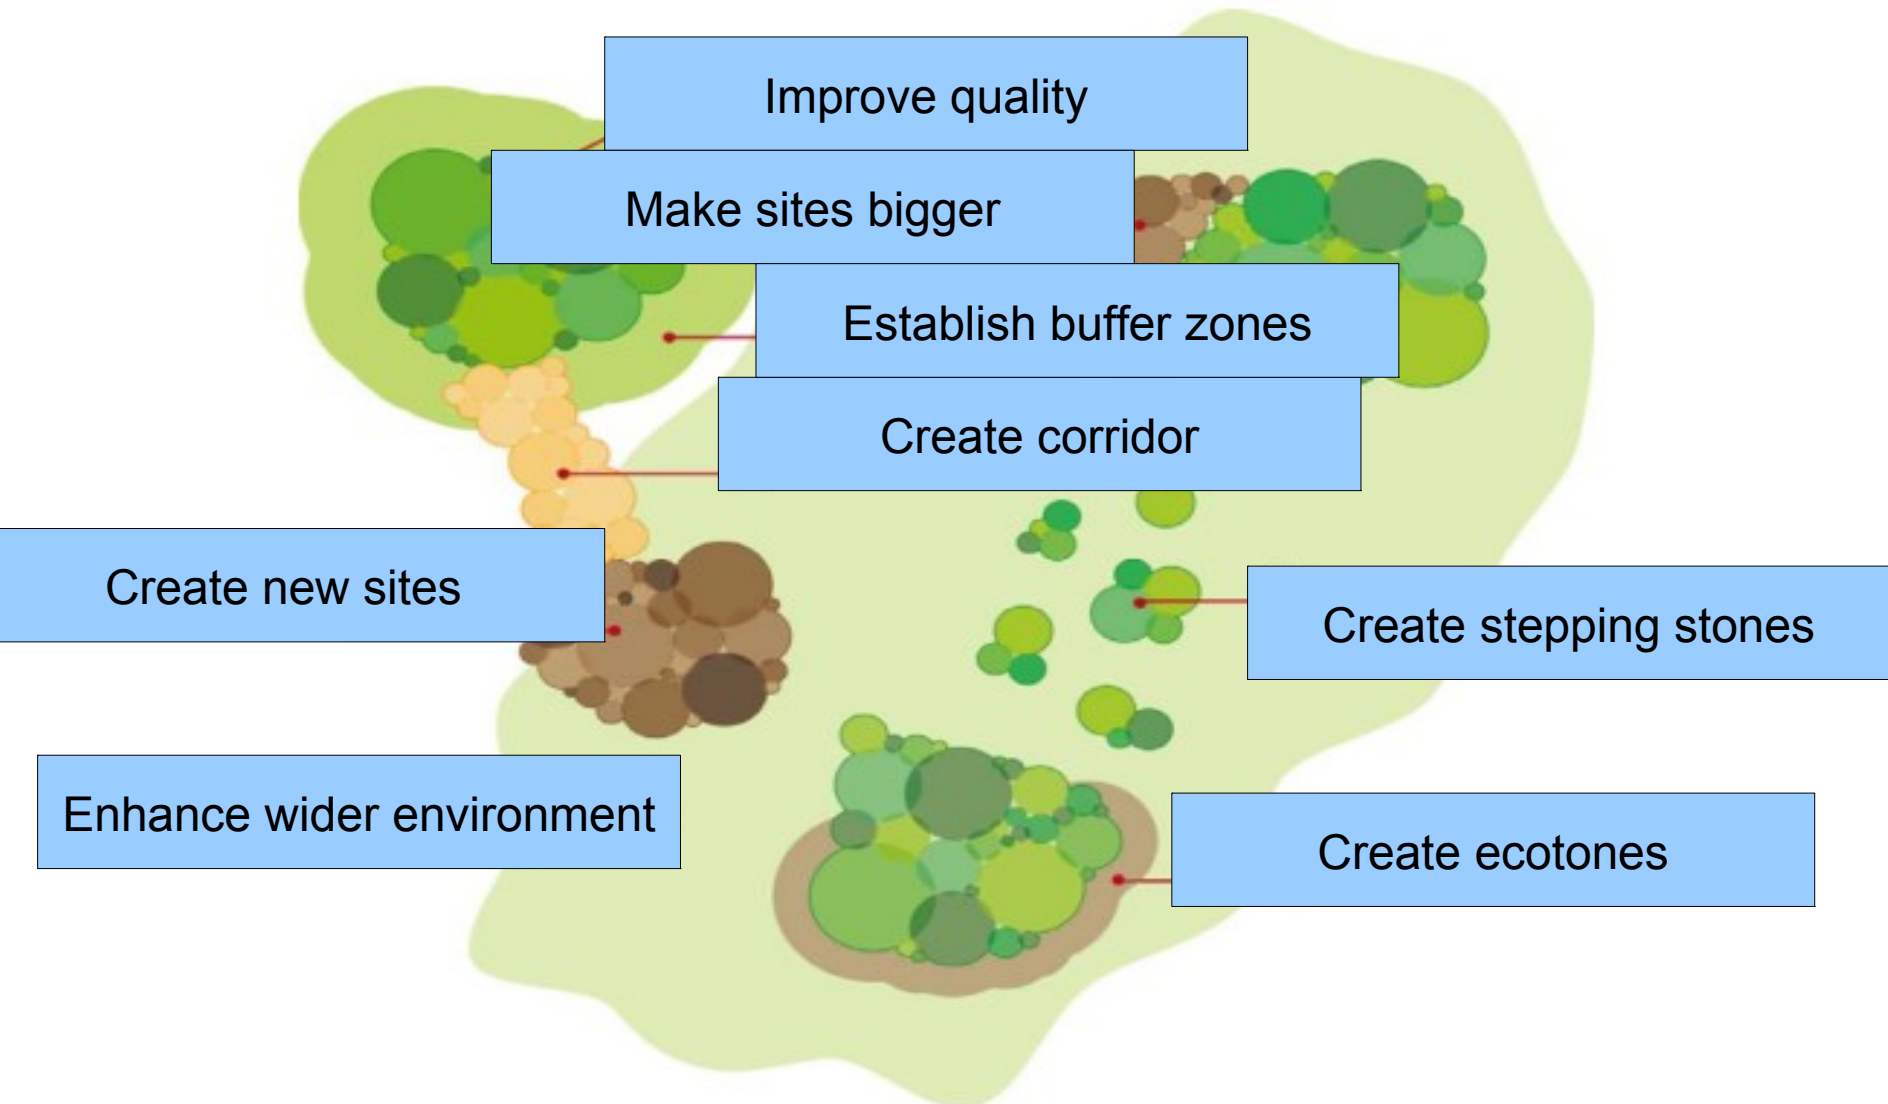 Improve quality
Make sites bigger
Establish buffer zones
Create corridor
Create new sites
Create stepping stones
Enhance wider environment
Create ecotones